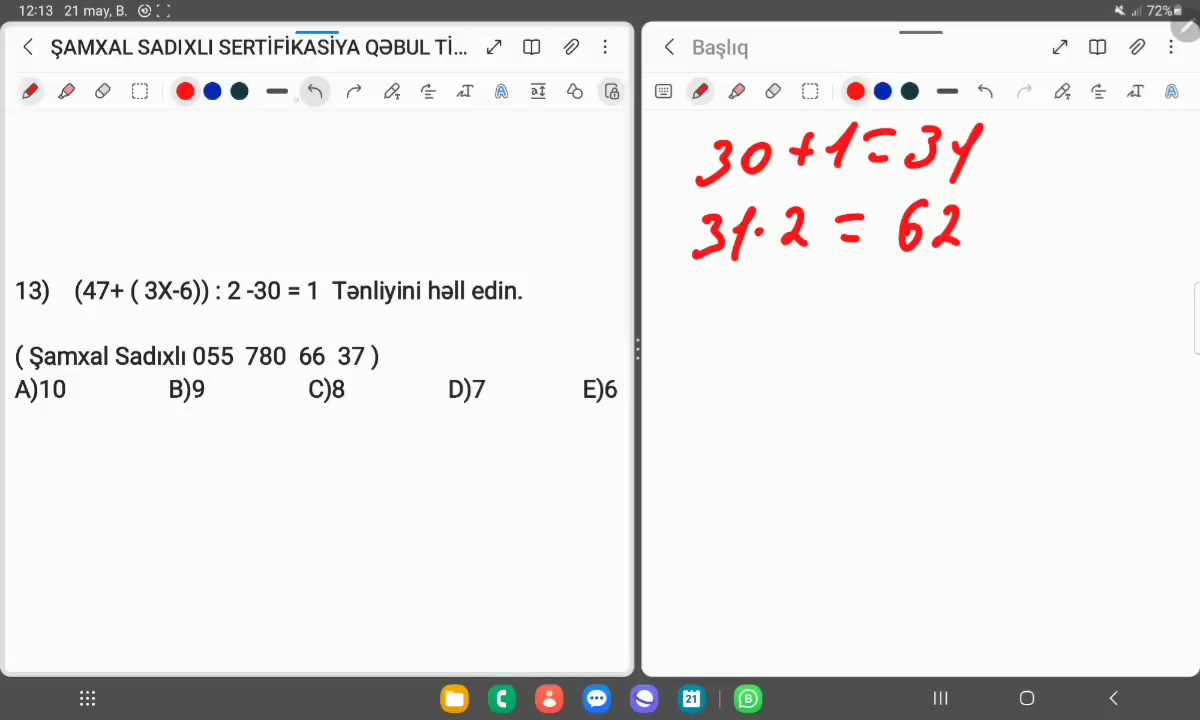 12:13 21 may, B. 72%
ŞAMXAL SADIXLI SERTİFİKASİYA QƏBUL Tİ...
13) (47+ ( 3X-6)) : 2 -30 = 1 Tənliyini həll edin.
( Şamxal Sadıxlı 055 780 66 37 )
A)10 B)9 C)8 D)7 E)6
Başlıq
30+1=31
31·2=62
21